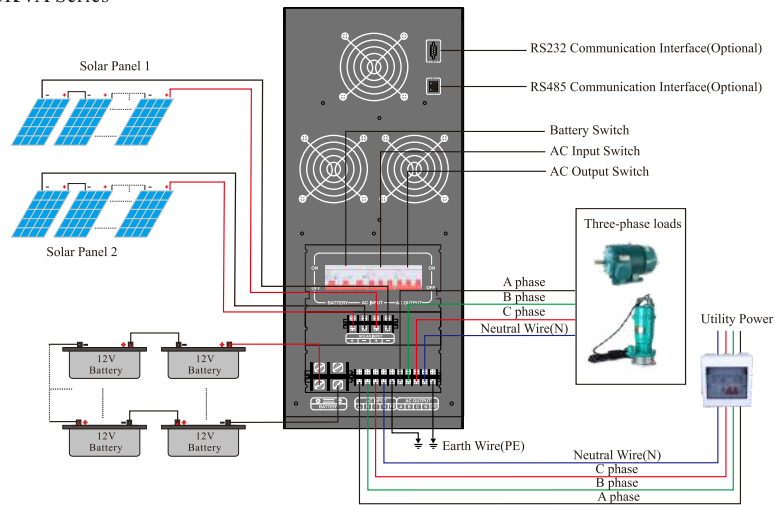 Solar Panel 1
RS232 Communication Interface(Optional)
RS485 Communication Interface(Optional)
Battery Switch
AC Input Switch
AC Output Switch
Solar Panel 2
Three-phase loads
ON
ON
OFF
OFF
BATTERY
AC INPUT
AC OUTPUT
A phase
B phase
C phase
Neutral Wire(N)
Utility Power
12V
Battery
12V
Battery
BATTERY
AC OUTPUT
12V
Battery
12V
Battery
Earth Wire(PE)
Neutral Wire(N)
C phase
B phase
A phase